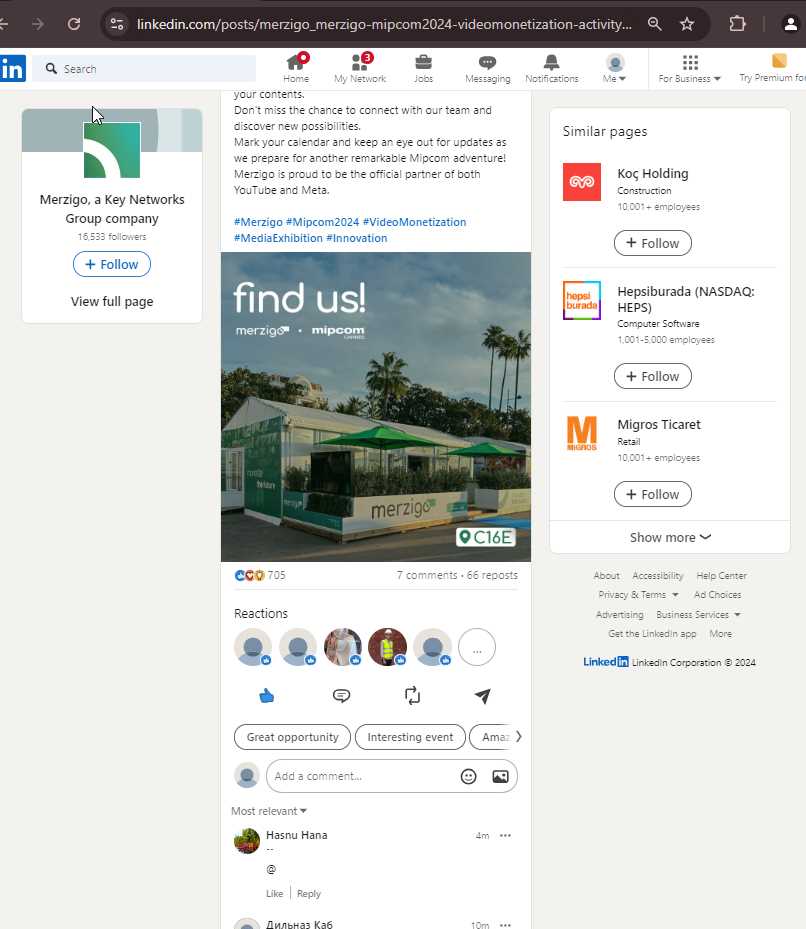 linkedin.com/posts/merzigo_merzigo-mipcom2024-videomonetization-activity...
in
Search
Home
3
My Network
Jobs
Messaging
Notifications
Me
For Business
Try Premium for
Merzigo, a Key Networks
Group company
16,533 followers
+ Follow
View full page
your contents.
Don't miss the chance to connect with our team and
discover new possibilities.
Mark your calendar and keep an eye out for updates as
we prepare for another remarkable Mipcom adventure!
Merzigo is proud to be the official partner of both
YouTube and Meta.
#Merzigo #Mipcom2024 #VideoMonetization
#MediaExhibition #Innovation
find us!
merzigo • mipcom
CANNES
the future
merzigo
C16E
705
7 comments • 66 reposts
Reactions
...
Great opportunity
Interesting event
Amaz
Add a comment...
Most relevant
Hasnu Hana
4m
--
@
Like
Reply
Дильназ Каб
10m
Similar pages
Koç Holding
Construction
10,001+ employees
+ Follow
hepsi
burada
Hepsiburada (NASDAQ:
HEPS)
Computer Software
1,001-5,000 employees
+ Follow
M
MIGROS
Migros Ticaret
Retail
10,001+ employees
+ Follow
Show more
About Accessibility Help Center
Privacy & Terms Ad Choices
Advertising Business Services
Get the LinkedIn app More
LinkedIn LinkedIn Corporation © 2024